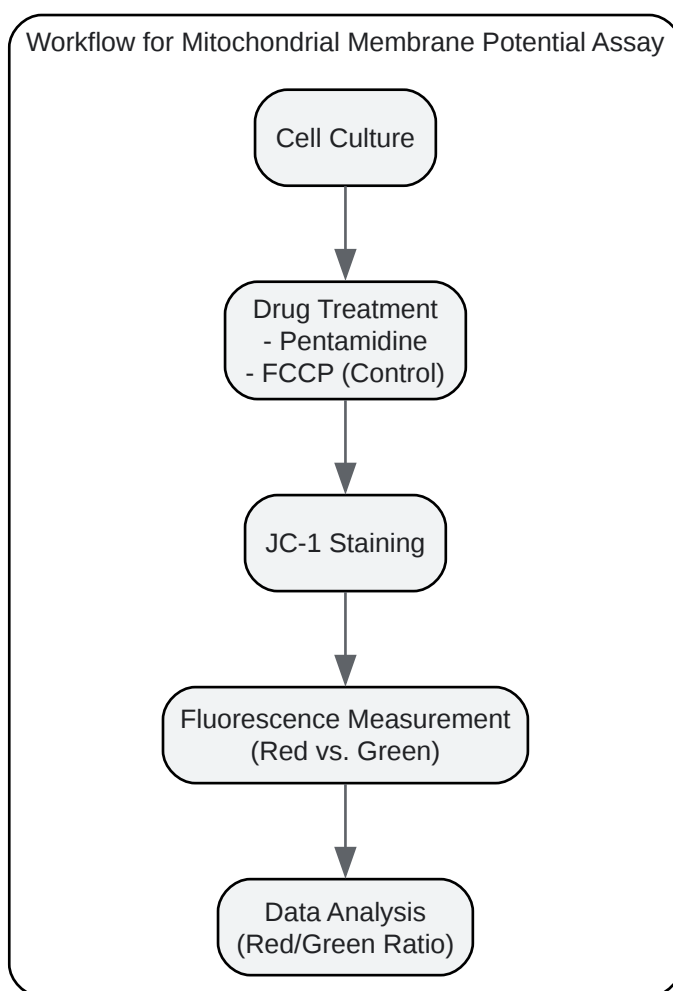 Workflow for Mitochondrial Membrane Potential Assay
Cell Culture
Drug Treatment
- Pentamidine
- FCCP (Control)
JC-1 Staining
Fluorescence Measurement
(Red vs. Green)
Data Analysis
(Red/Green Ratio)